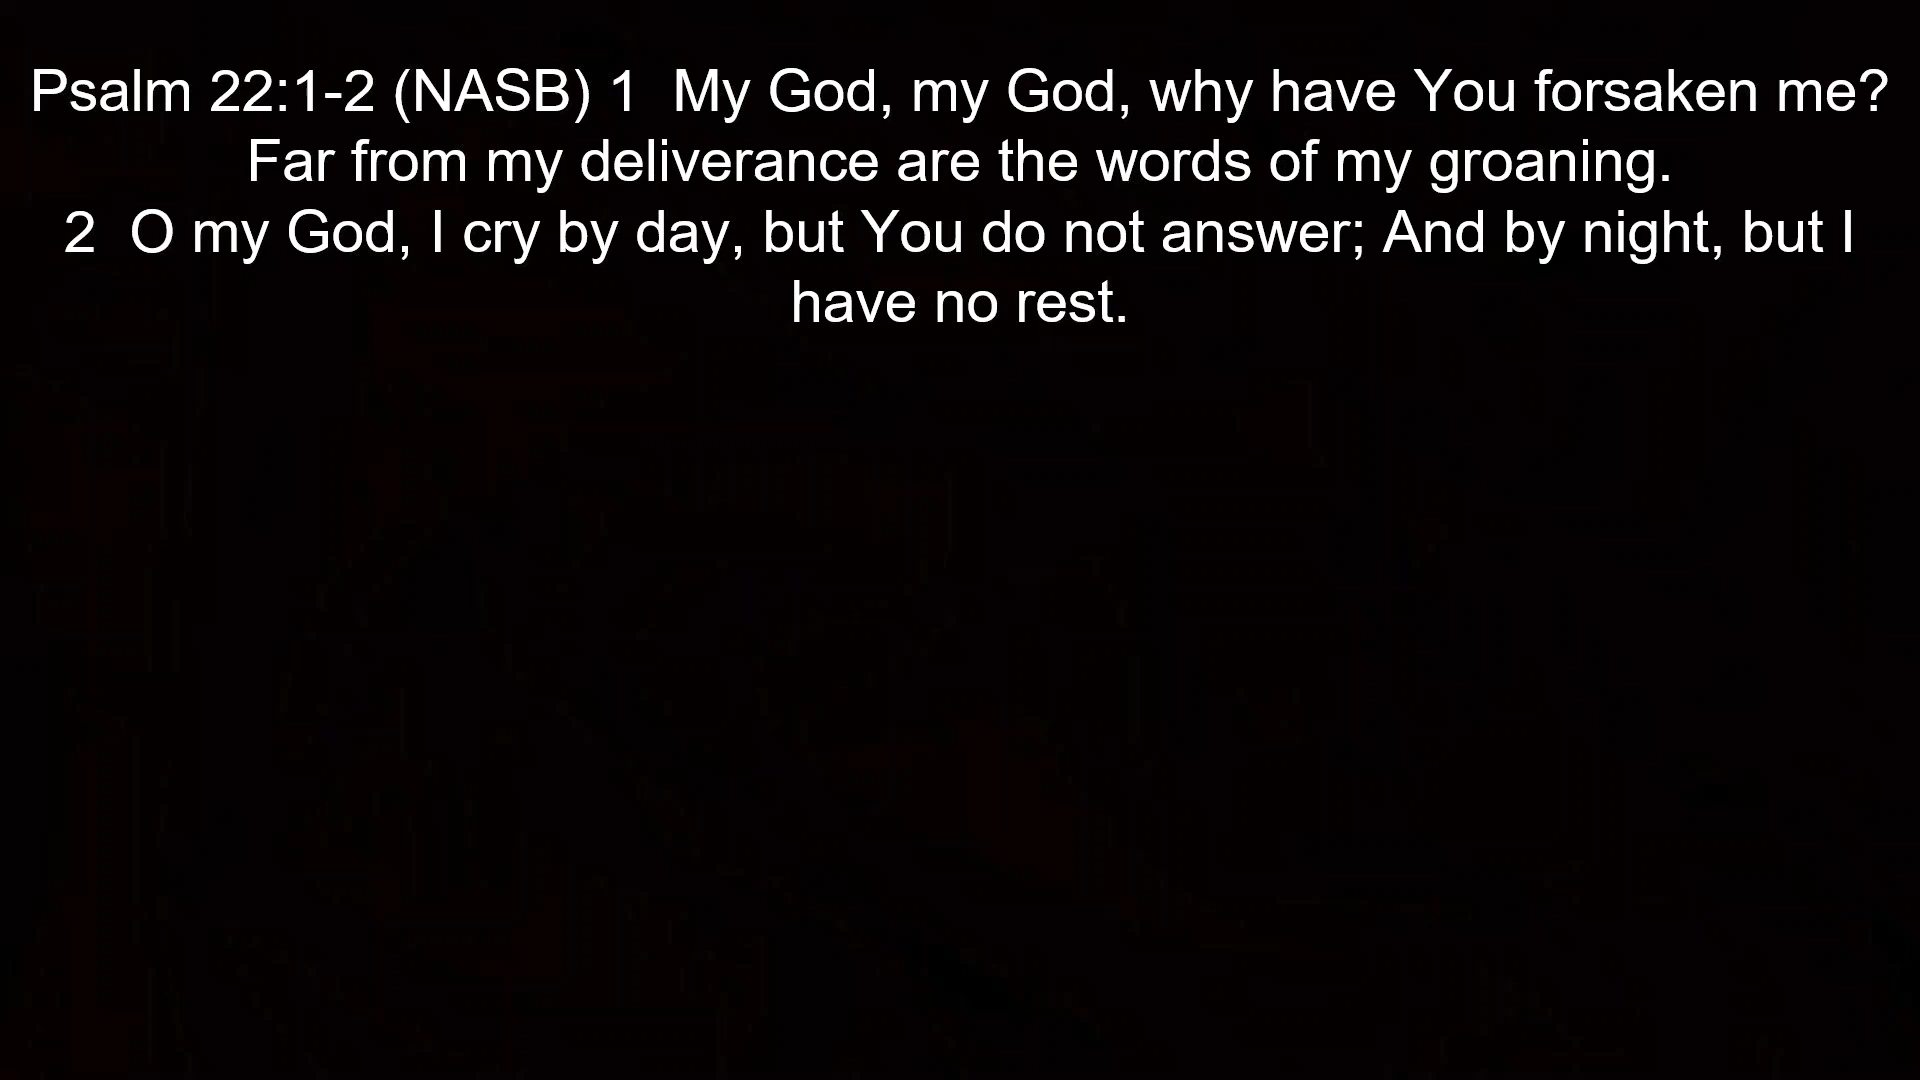 Psalm 22:1-2 (NASB) 1  My God, my God, why have You forsaken me?
Far from my deliverance are the words of my groaning.
2  O my God, I cry by day, but You do not answer; And by night, but I
have no rest.